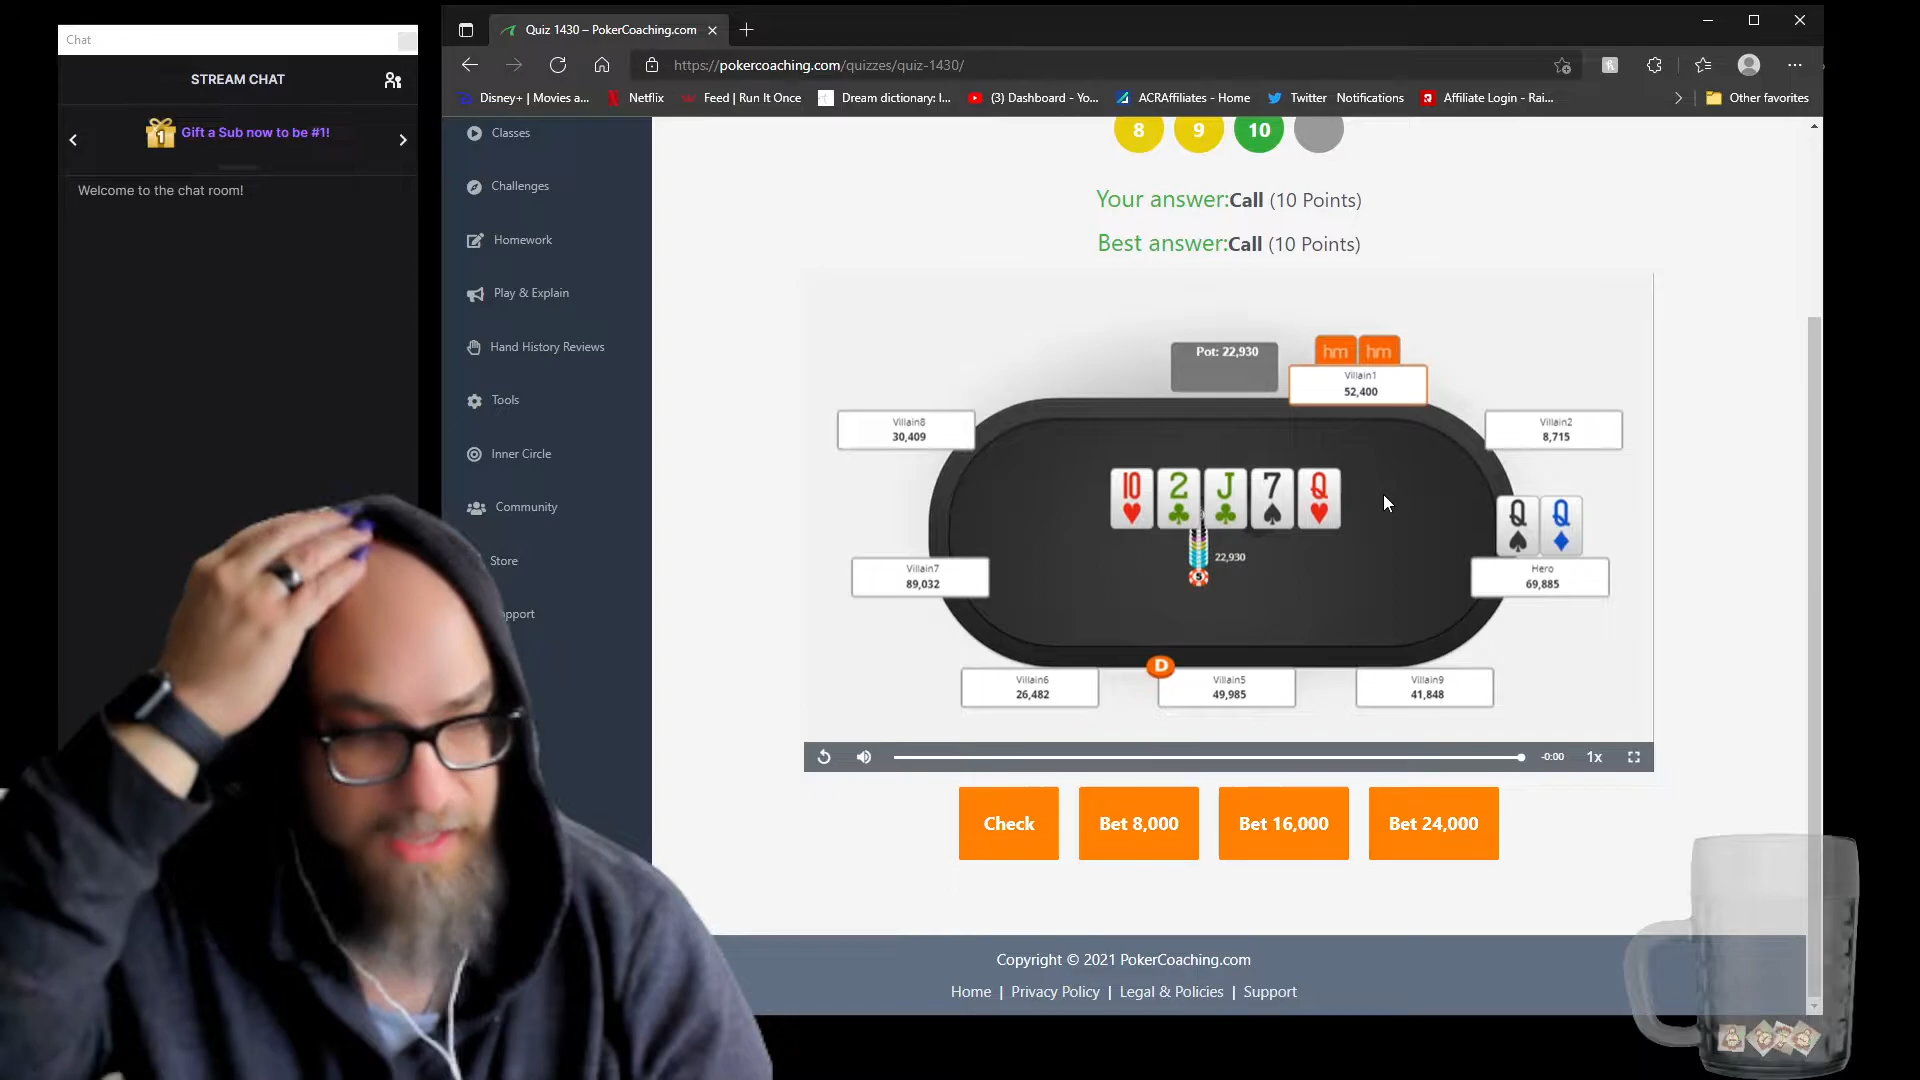 Chat
STREAM CHAT
1
Gift a Sub now to be #1!
Welcome to the chat room!
Quiz 1430 – PokerCoaching.com
https://pokercoaching.com/quizzes/quiz-1430/
Disney+ | Movies a...
Netflix
Feed | Run It Once
Dream dictionary: I...
(3) Dashboard - Yo...
ACRAffiliates - Home
Twitter
Notifications
Affiliate Login - Rai...
Other favorites
Classes
Challenges
Homework
Play & Explain
Hand History Reviews
Tools
Inner Circle
Community
Store
pport
8
9
10
Your answer:Call (10 Points)
Best answer:Call (10 Points)
Pot: 22,930
hm hm
Villain1
52,400
Villain8
30,409
Villain2
8,715
10 2 J 7 Q
22,930
5
Q Q
Villain7
89,032
Hero
69,885
D
Villain6
26,482
Villain5
49,985
Villain9
41,848
-0:00
1x
Check
Bet 8,000
Bet 16,000
Bet 24,000
Copyright © 2021 PokerCoaching.com
Home | Privacy Policy | Legal & Policies | Support